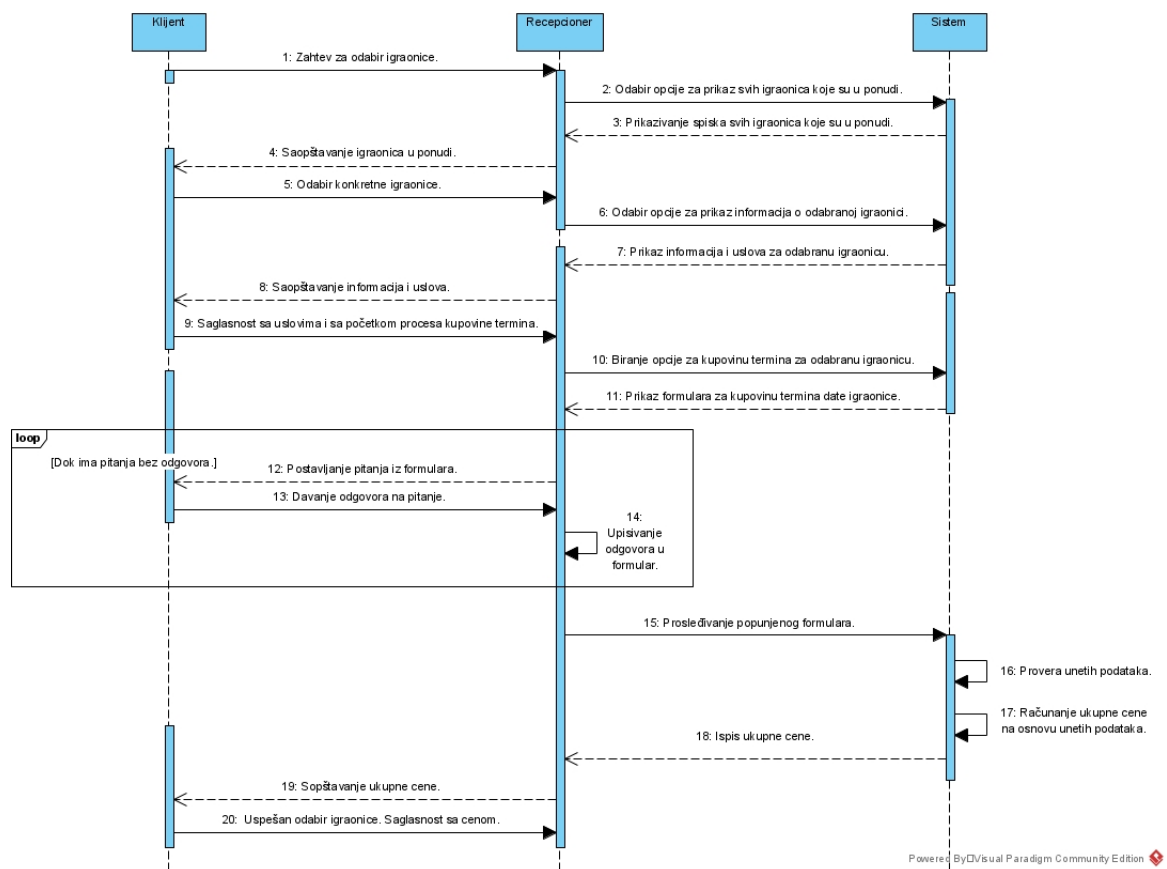 Klijent
Recepcioner
Sistem
1: Zahtev za odabir igraonice.
2: Odabir opcije za prikaz svih igraonica koje su u ponudi.
3: Prikazivanje spiska svih igraonica koje su u ponudi.
4: Saopštavanje igraonica u ponudi.
5: Odabir konkretne igraonice.
6: Odabir opcije za prikaz informacija o odabranoj igraonici.
7: Prikaz informacija i uslova za odabranu igraonicu.
8: Saopštavanje informacija i uslova.
9: Saglasnost sa uslovima i sa početkom procesa kupovine termina.
10: Biranje opcije za kupovinu termina za odabranu igraonicu.
11: Prikaz formulara za kupovinu termina date igraonice.
loop
[Dok ima pitanja bez odgovora.]
12: Postavljanje pitanja iz formulara.
13: Davanje odgovora na pitanje.
14:
Upisivanje
odgovora u
formular.
15: Prosleđivanje popunjenog formulara.
16: Provera unetih podataka.
17: Računanje ukupne cene
na osnovu unetih podataka.
18: Ispis ukupne cene.
19: Sopštavanje ukupne cene.
20: Uspešan odabir igraonice. Saglasnost sa cenom.
Powered By□Visual Paradigm Community Edition